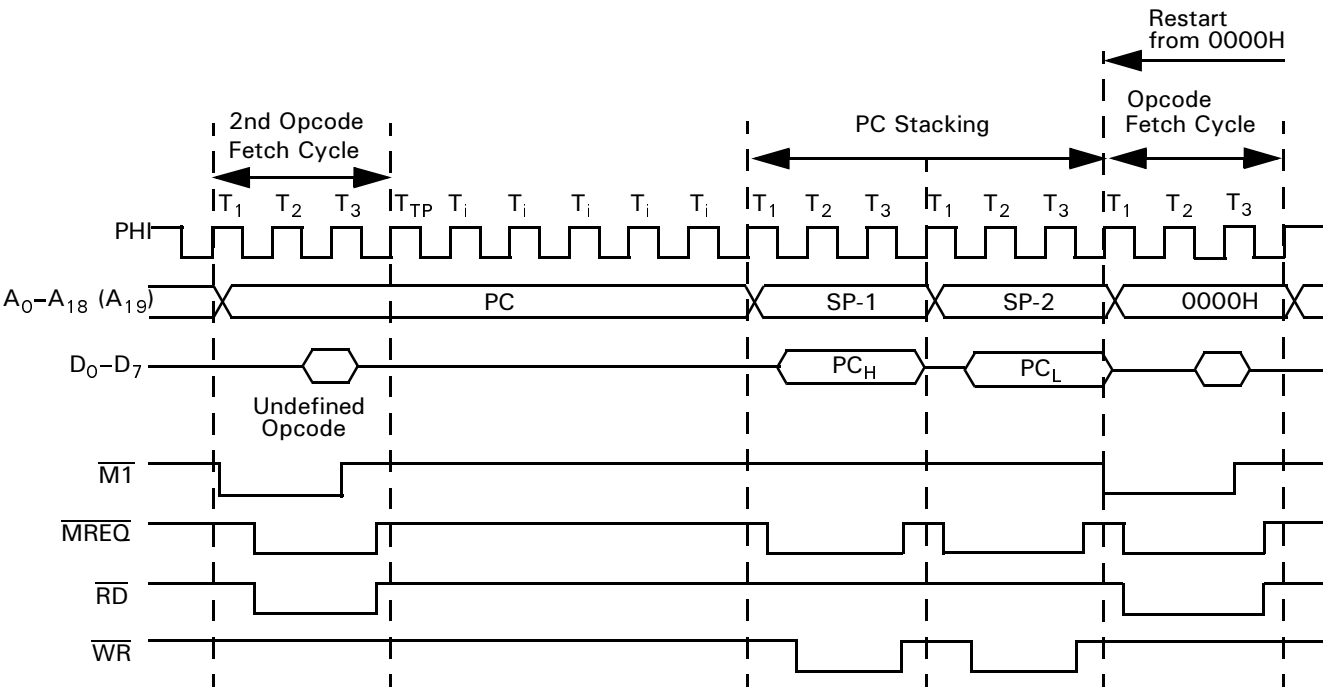 Restart
from 0000H
2nd Opcode
Fetch Cycle
PC Stacking
Opcode
Fetch Cycle
T1 T2 T3 TTP Ti Ti Ti Ti Ti T1 T2 T3 T1 T2 T3 T1 T2 T3
PHI
A0–A18 (A19) PC SP-1 SP-2 0000H
D0–D7 PCH PCL
Undefined
Opcode
M1
MREQ
RD
WR